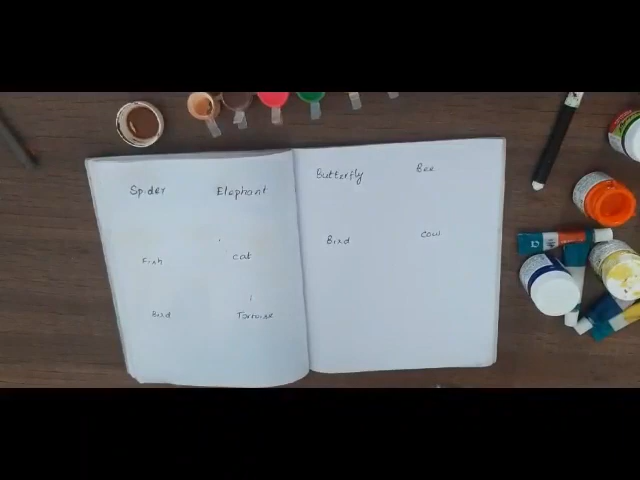 Spider Elephant
Fish cat
Bird Tortoise
Butterfly Bee
Bird cow